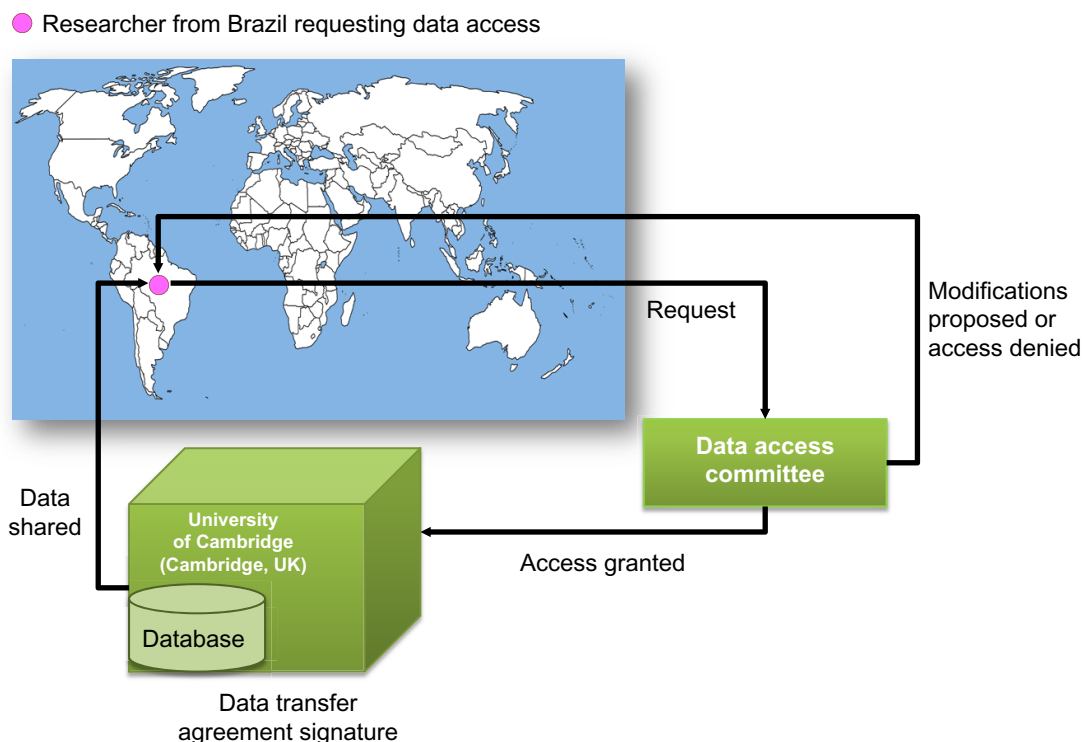 Researcher from Brazil requesting data access
Request
Modifications
proposed or
access denied
Data access
committee
Data
shared
University
of Cambridge
(Cambridge, UK)
Access granted
Database
Data transfer
agreement signature